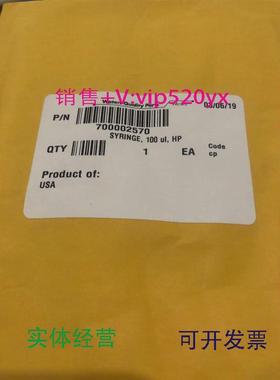 03/06/19
销售+V:vip520yx
P/N
700002570
SYRINGE, 100 ul, HP
QTY
1 EA Code
cp
Product of:
USA
实体经营 可开发票